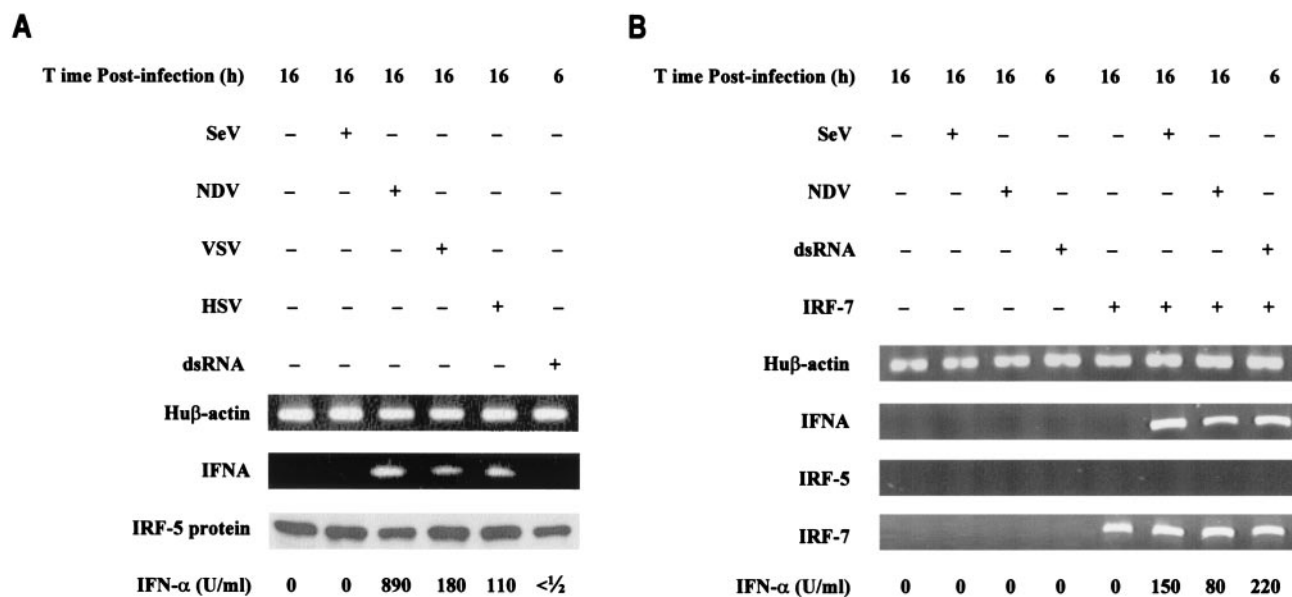 A
T ime Post-infection (h) 16 16 16 16 16 6
SeV – + – – – –
NDV – – + – – –
VSV – – – + – –
HSV – – – – + –
dsRNA – – – – – +
Huβ-actin
IFNA
IRF-5 protein
IFN-α (U/ml) 0 0 890 180 110 <½
B
T ime Post-infection (h) 16 16 16 6 16 16 16 6
SeV – + – – – + – –
NDV – – + – – – + –
dsRNA – – – + – – – +
IRF-7 – – – – + + + +
Huβ-actin
IFNA
IRF-5
IRF-7
IFN-α (U/ml) 0 0 0 0 0 150 80 220